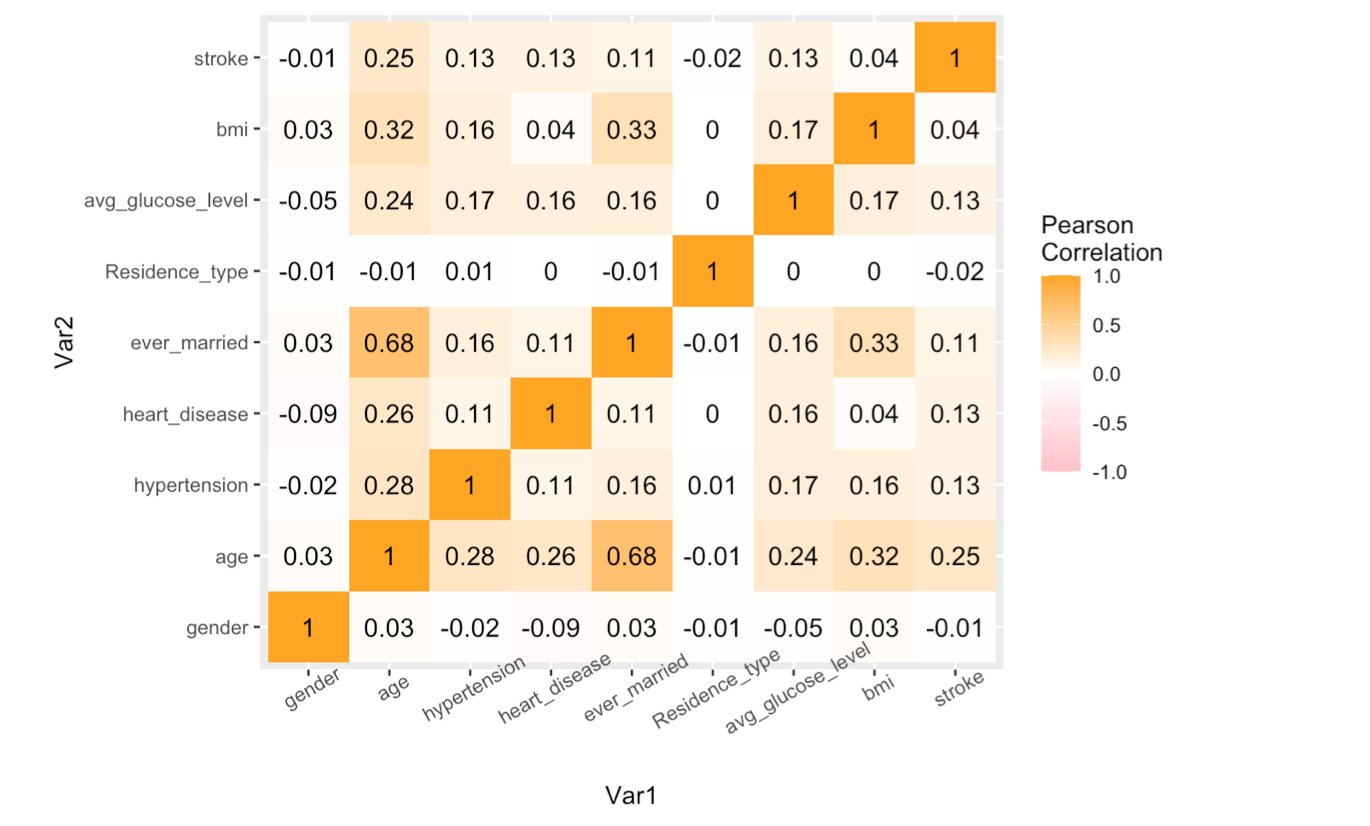 stroke -0.01 0.25 0.13 0.13 0.11 -0.02 0.13 0.04 1
bmi 0.03 0.32 0.16 0.04 0.33 0 0.17 1 0.04
avg_glucose_level -0.05 0.24 0.17 0.16 0.16 0 1 0.17 0.13
Residence_type -0.01 -0.01 0.01 0 -0.01 1 0 0 -0.02
ever_married 0.03 0.68 0.16 0.11 1 -0.01 0.16 0.33 0.11
heart_disease -0.09 0.26 0.11 1 0.11 0 0.16 0.04 0.13
hypertension -0.02 0.28 1 0.11 0.16 0.01 0.17 0.16 0.13
age 0.03 1 0.28 0.26 0.68 -0.01 0.24 0.32 0.25
gender 1 0.03 -0.02 -0.09 0.03 -0.01 -0.05 0.03 -0.01
gender age hypertension heart_disease ever_married Residence_type avg_glucose_level bmi stroke
Var1
Var2
Pearson
Correlation
1.0
0.5
0.0
-0.5
-1.0